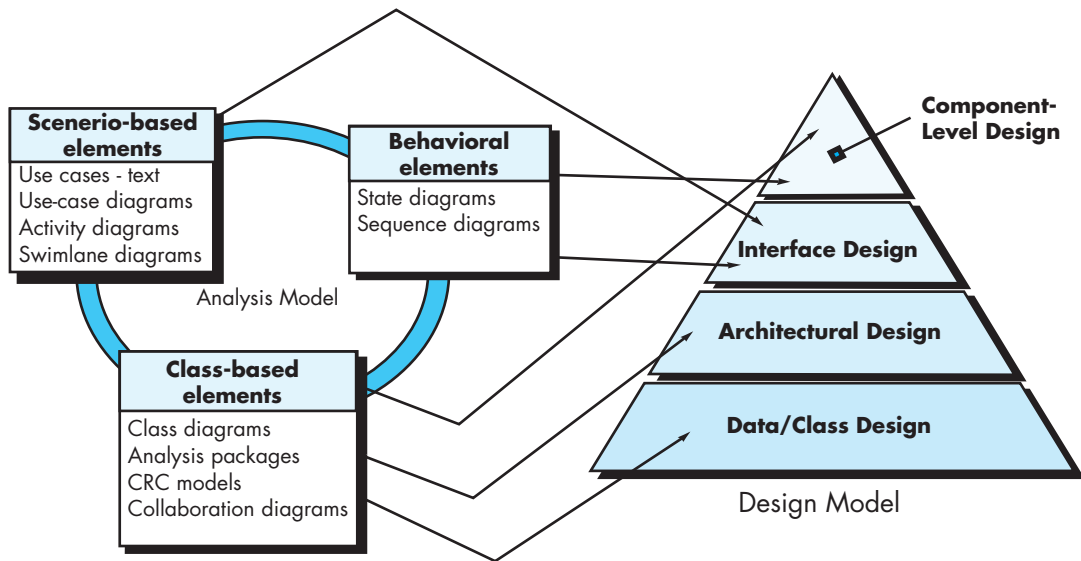 Scenerio-based
elements
Use cases - text
Use-case diagrams
Activity diagrams
Swimlane diagrams
Behavioral
elements
State diagrams
Sequence diagrams
Analysis Model
Class-based
elements
Class diagrams
Analysis packages
CRC models
Collaboration diagrams
Component-
Level Design
Interface Design
Architectural Design
Data/Class Design
Design Model